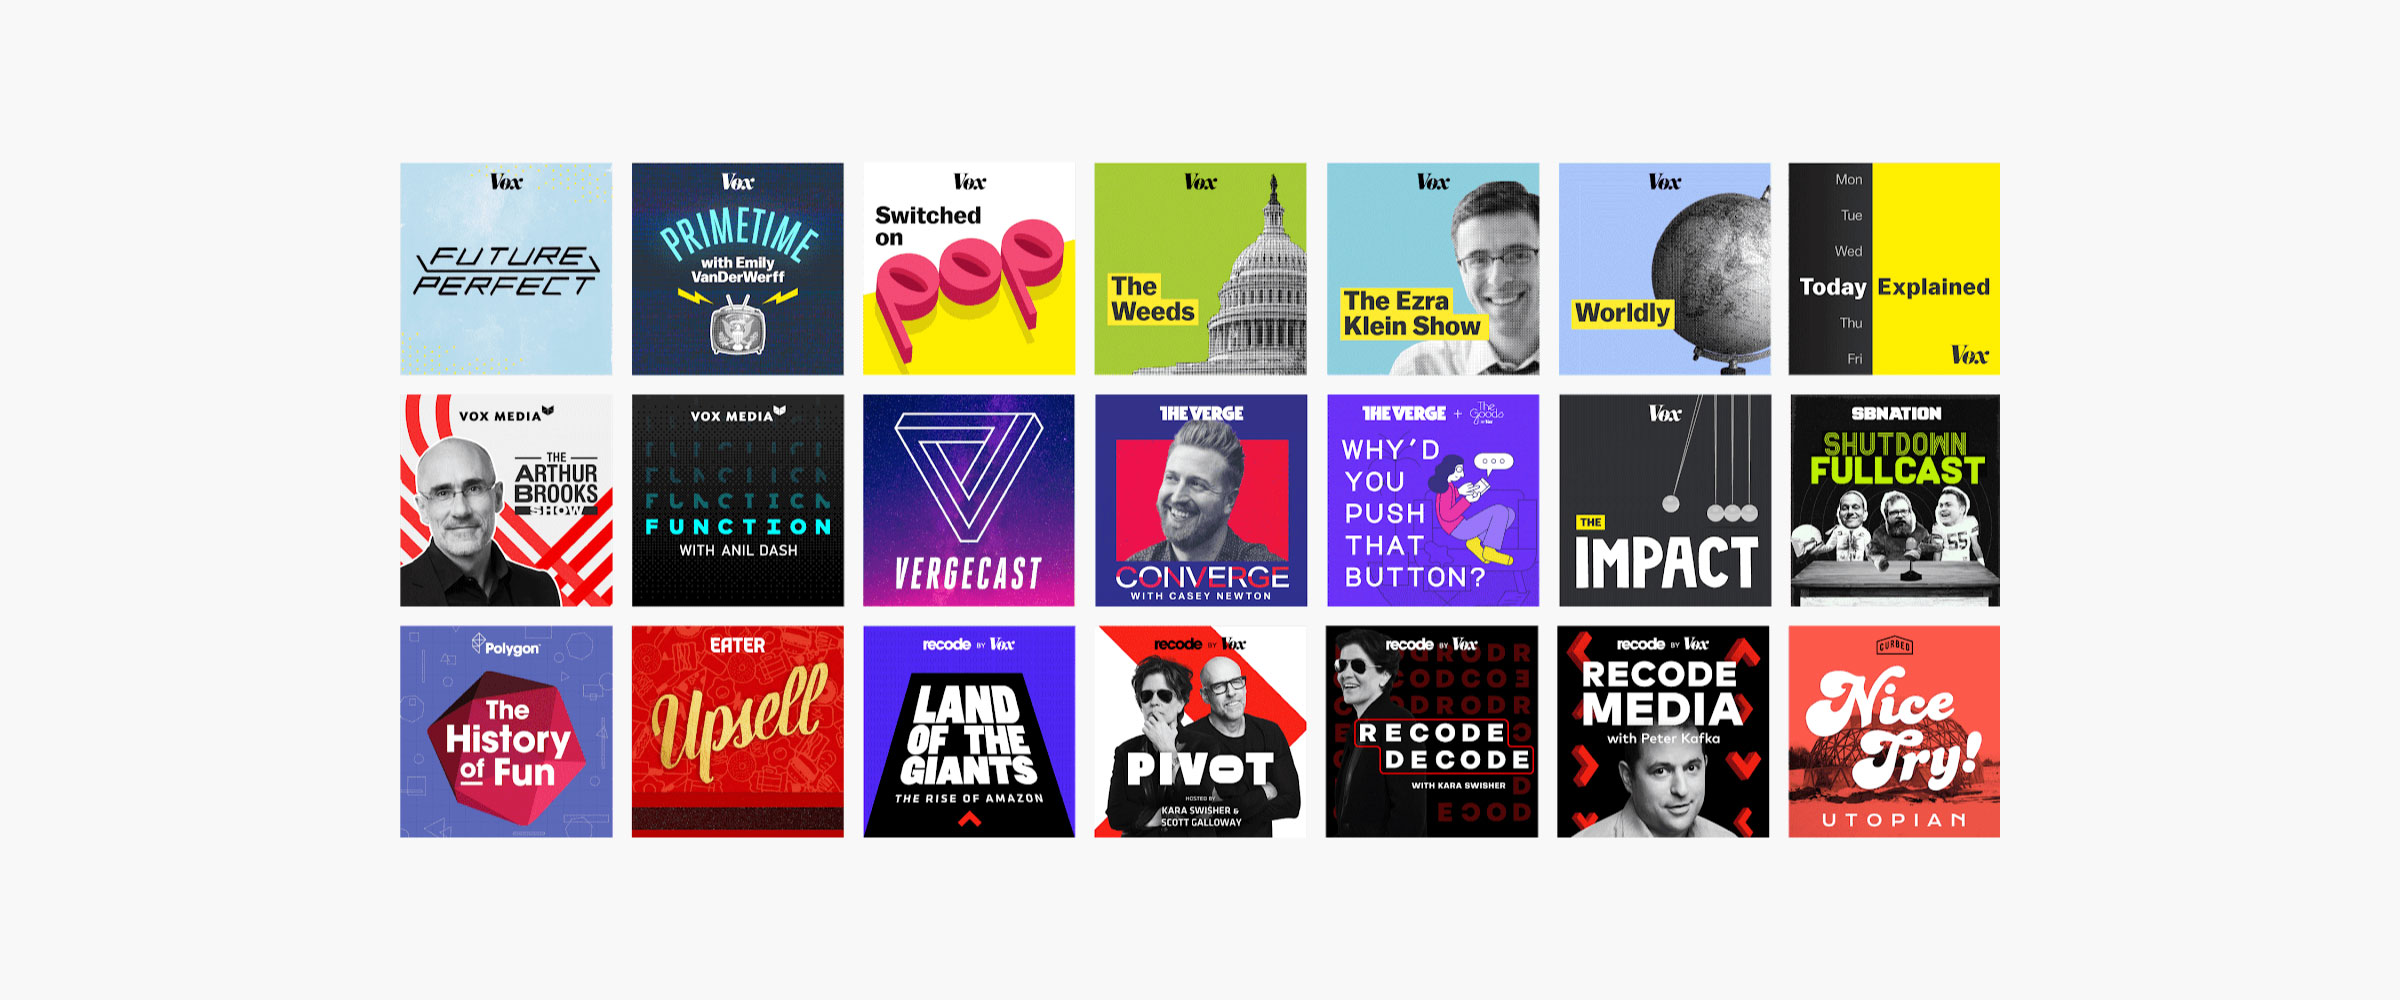 Vox
FUTURE
PERFECT
Vox
PRIMETIME
with Emily
VanDerWerff
Vox
Switched
on
pop
Vox
The
Weeds
Vox
The Ezra
Klein Show
Vox
Worldly
Mon
Tue
Wed
Today Explained
Thu
Fri
Vox
VOX MEDIA
THE
ARTHUR
BROOKS
SHOW
VOX MEDIA
FUNCTION
WITH ANIL DASH
VERGECAST
THE VERGE
CONVERGE
WITH CASEY NEWTON
THE VERGE + The Goods
WHY'D
YOU
PUSH
THAT
BUTTON?
Vox
THE
IMPACT
SBNATION
SHUTDOWN
FULLCAST
55
Polygon
The
History
of Fun
EATER
Upsell
recode BY Vox
LAND
OF THE
GIANTS
THE RISE OF AMAZON
recode BY Vox
PIVOT
HOSTED BY
KARA SWISHER &
SCOTT GALLOWAY
recode BY Vox
RECODE
DECODE
WITH KARA SWISHER
recode BY Vox
RECODE
MEDIA
with Peter Kafka
CURBED
Nice
Try!
UTOPIAN